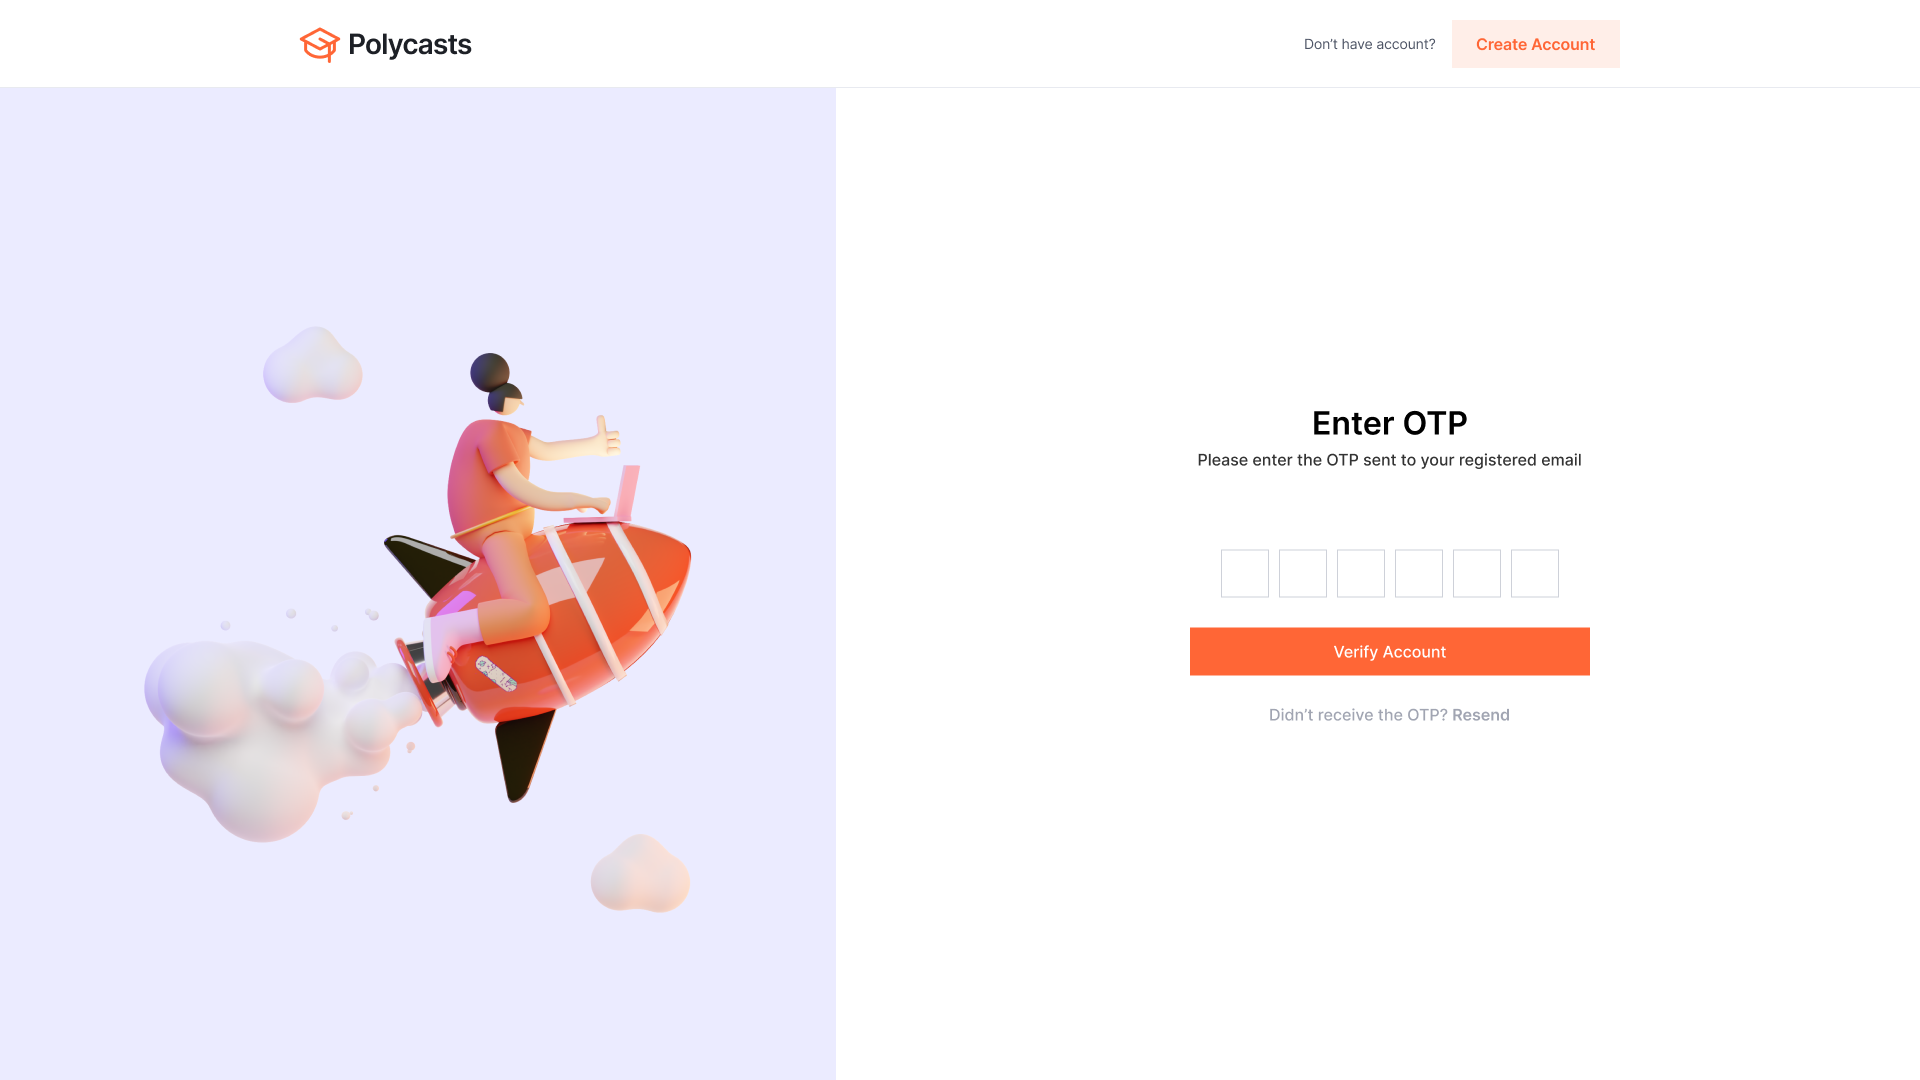 Polycasts
Don’t have account?
Create Account
Enter OTP
Please enter the OTP sent to your registered email
Verify Account
Didn’t receive the OTP? Resend